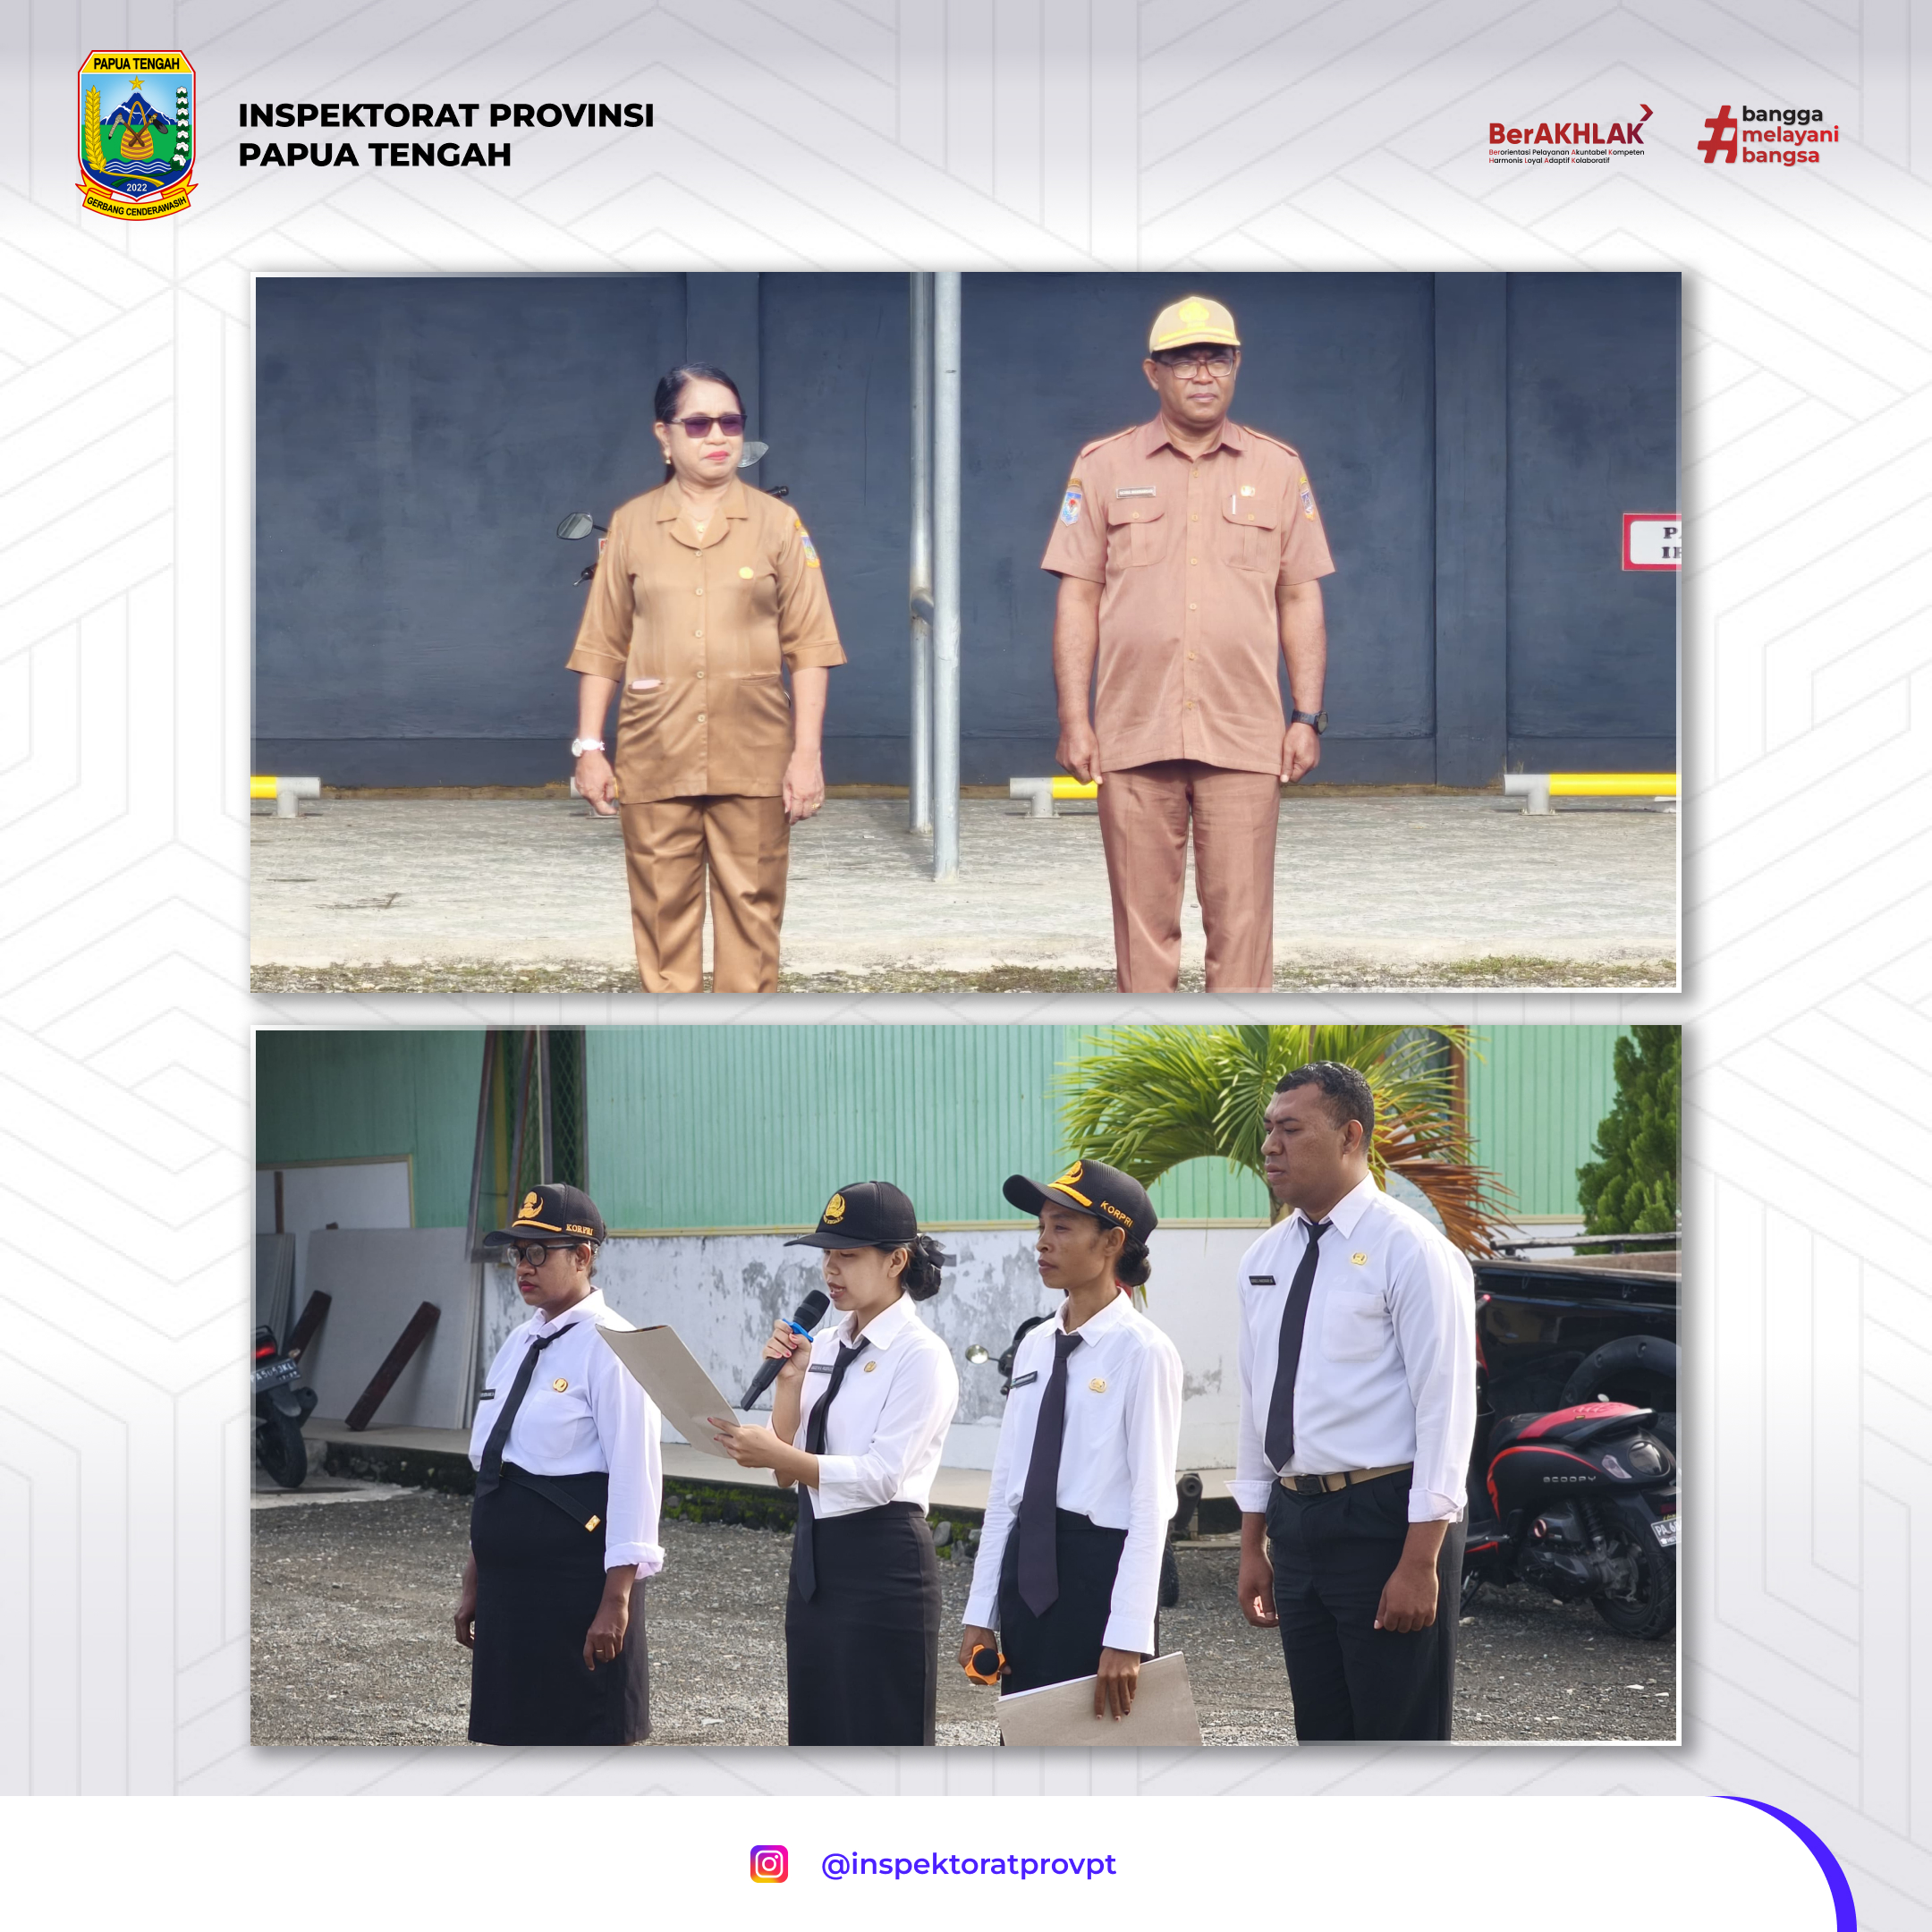 PAPUA TENGAH
2022
GERBANG CENDERAWASIH
INSPEKTORAT PROVINSI
PAPUA TENGAH
BerAKHLAK
Berorientasi Pelayanan Akuntabel Kompeten
Harmonis Loyal Adaptif Kolaboratif
#bangga
melayani
bangsa
KORPRI
KORPRI
SCOOPY
@inspektoratprovpt